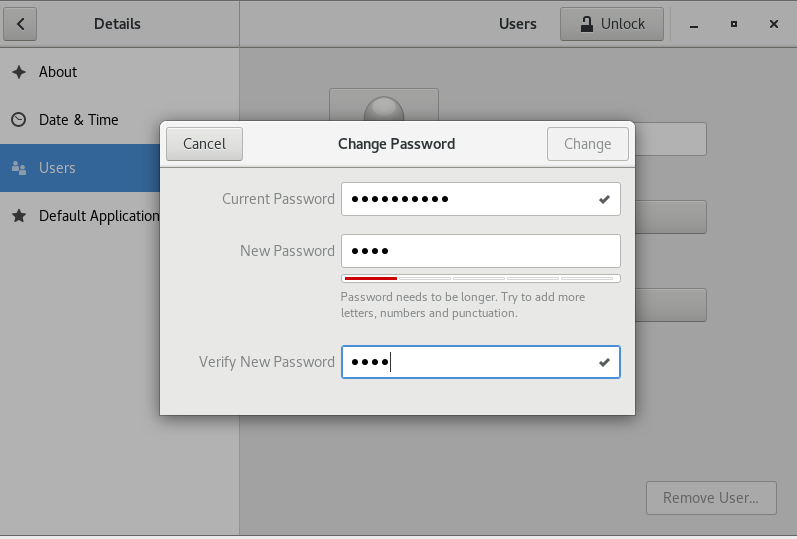 Details
Users
Unlock
About
Date & Time
Users
Default Application
Cancel
Change Password
Change
Current Password
New Password
Password needs to be longer. Try to add more
letters, numbers and punctuation.
Verify New Password
Remove User...